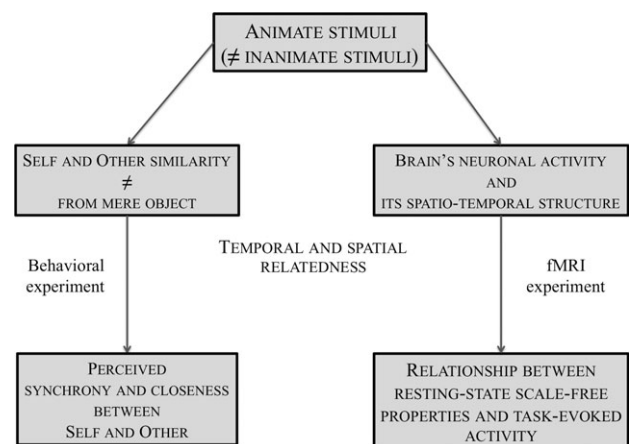 ANIMATE STIMULI
(≠ INANIMATE STIMULI)
SELF AND OTHER SIMILARITY
≠
FROM MERE OBJECT
BRAIN'S NEURONAL ACTIVITY
AND
ITS SPATIO-TEMPORAL STRUCTURE
TEMPORAL AND SPATIAL
RELATEDNESS
Behavioral
experiment
fMRI
experiment
PERCEIVED
SYNCHRONY AND CLOSENESS
BETWEEN
SELF AND OTHER
RELATIONSHIP BETWEEN
RESTING-STATE SCALE-FREE
PROPERTIES AND TASK-EVOKED
ACTIVITY